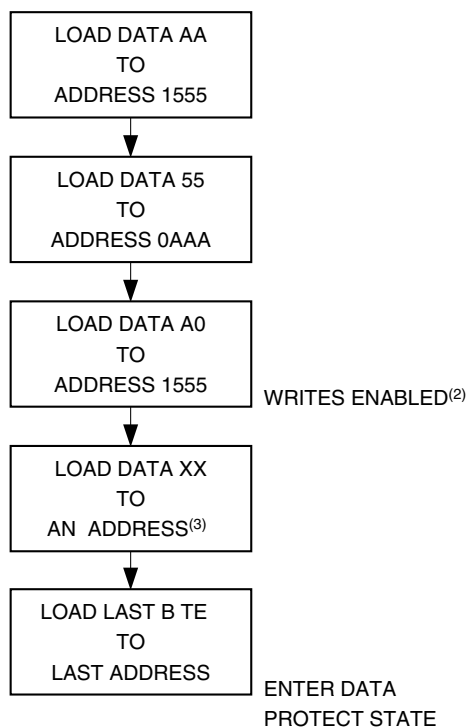 LOAD DATA AA
TO
ADDRESS 1555
LOAD DATA 55
TO
ADDRESS 0AAA
LOAD DATA A0
TO
ADDRESS 1555
WRITES ENABLED(2)
LOAD DATA XX
TO
AN ADDRESS(3)
LOAD LAST B TE
TO
LAST ADDRESS
ENTER DATA
PROTECT STATE